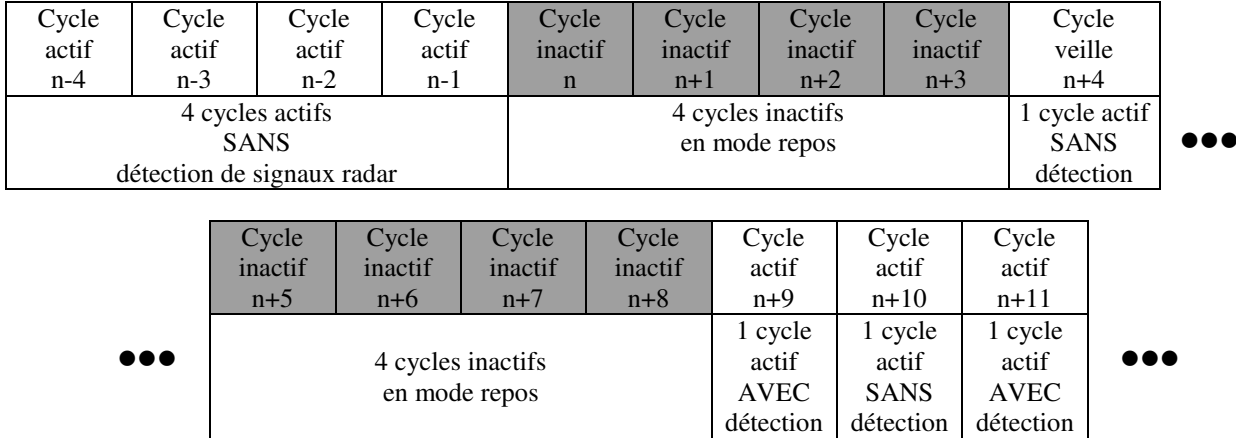 Cycle Cycle Cycle Cycle Cycle Cycle Cycle Cycle Cycle
actif actif actif actif inactif inactif inactif inactif veille
n-4 n-3 n-2 n-1 n n+1 n+2 n+3 n+4
4 cycles actifs 4 cycles inactifs 1 cycle actif
SANS en mode repos SANS
détection de signaux radar détection
●●●
Cycle Cycle Cycle Cycle Cycle Cycle Cycle
inactif inactif inactif inactif actif actif actif
n+5 n+6 n+7 n+8 n+9 n+10 n+11
4 cycles inactifs
en mode repos
1 cycle 1 cycle 1 cycle
actif actif actif
AVEC SANS AVEC
détection détection détection
●●● ●●●